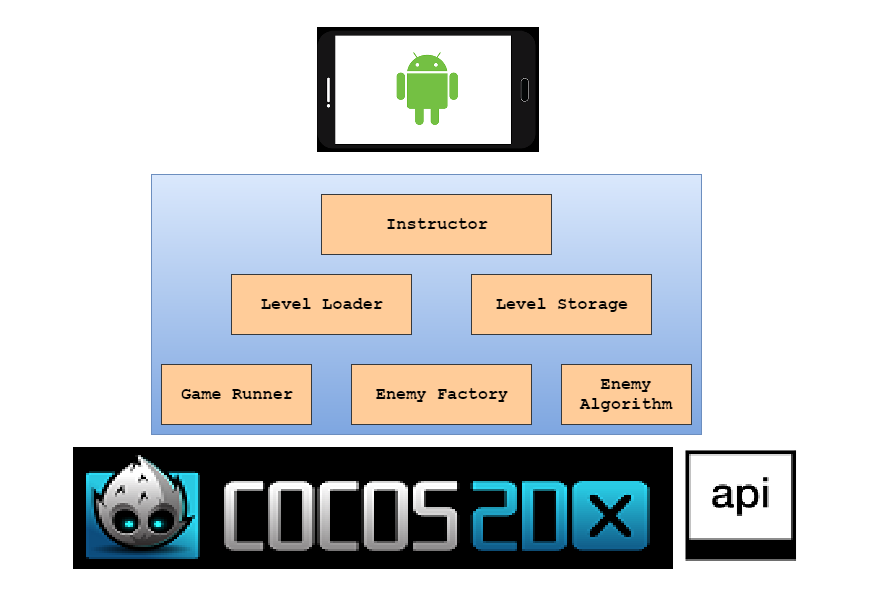 Instructor
Level Loader
Level Storage
Game Runner
Enemy Factory
Enemy
Algorithm
COCOS2DX
api